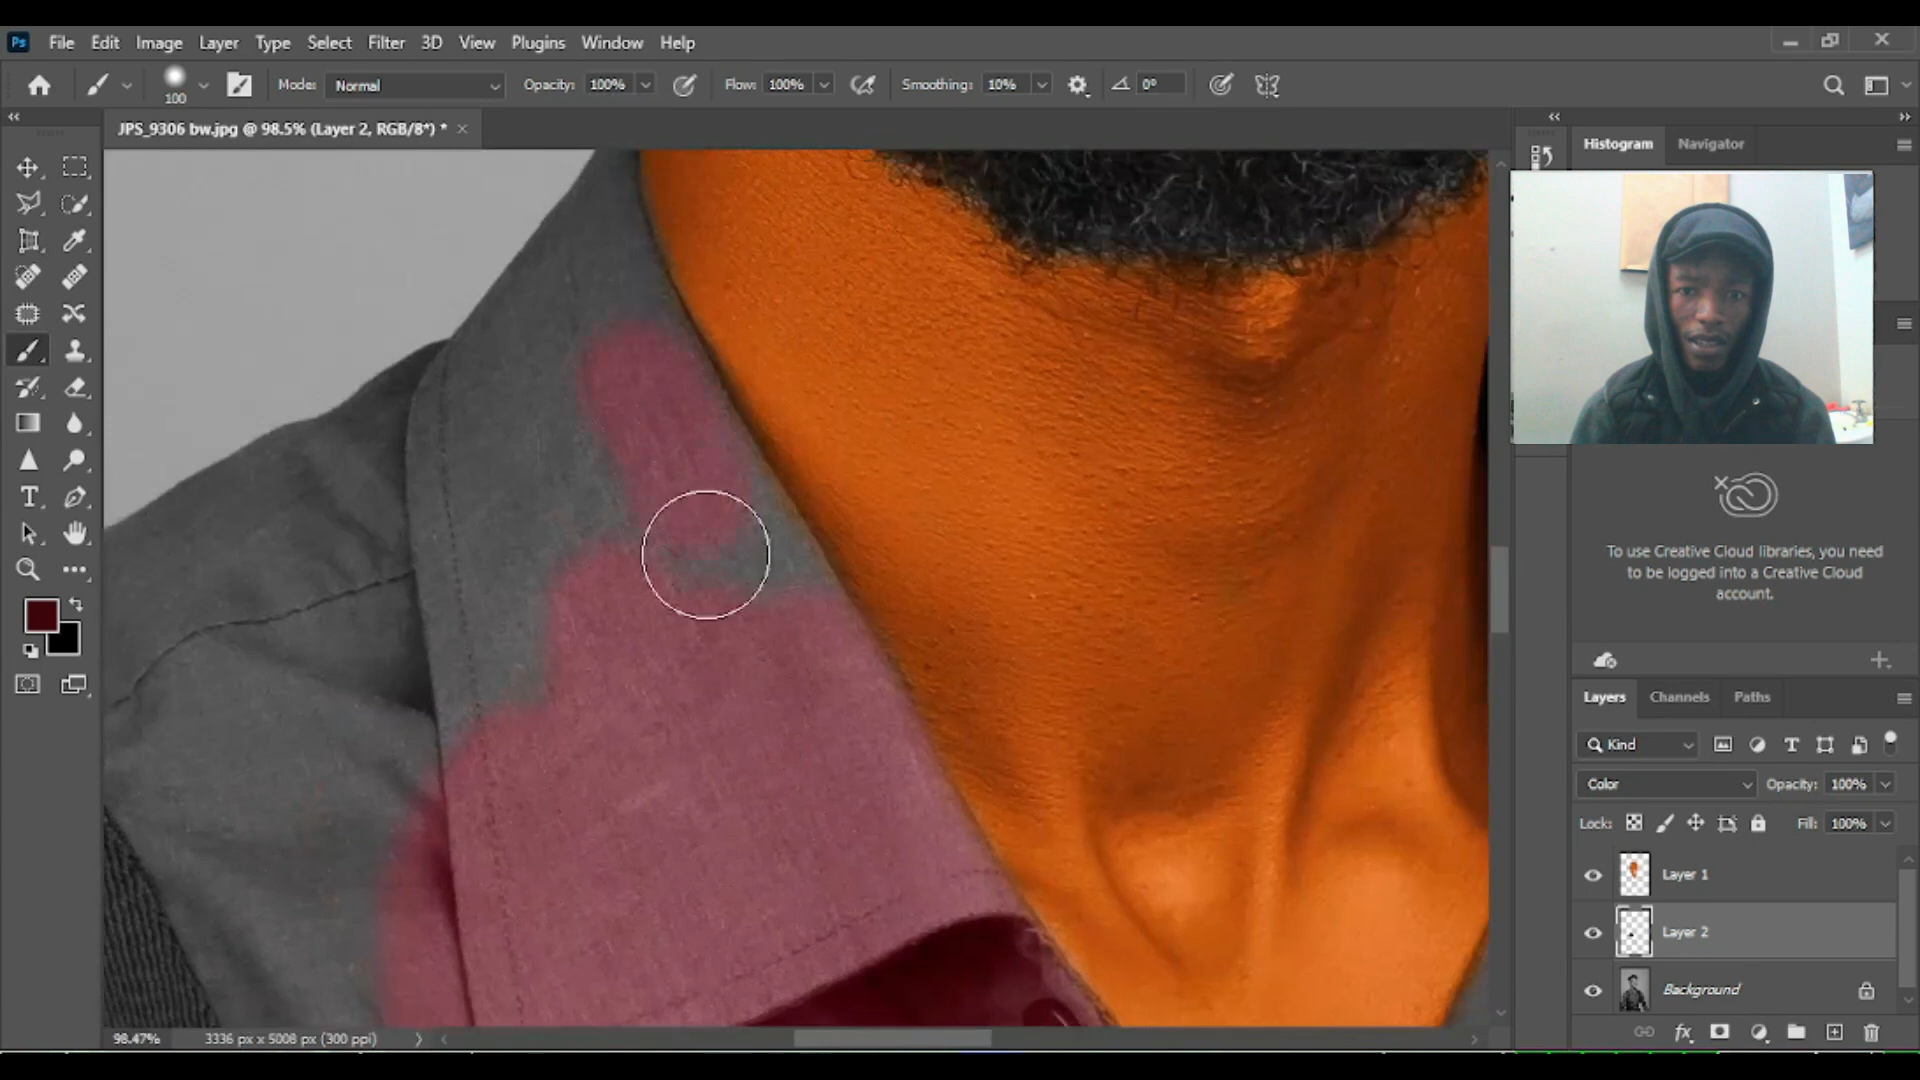 Ps File Edit Image Layer Type Select Filter 3D View Plugins Window Help
100 Mode: Normal Opacity: 100% Flow: 100% Smoothing: 10% 0°
JPS_9306 bw.jpg @ 98.5% (Layer 2, RGB/8*) *
Histogram Navigator
To use Creative Cloud libraries, you need
to be logged into a Creative Cloud
account.
Layers Channels Paths
Kind
Color Opacity: 100%
Lock: Fill: 100%
Layer 1
Layer 2
Background
fx
98.47% 3336 px x 5008 px (300 ppi)